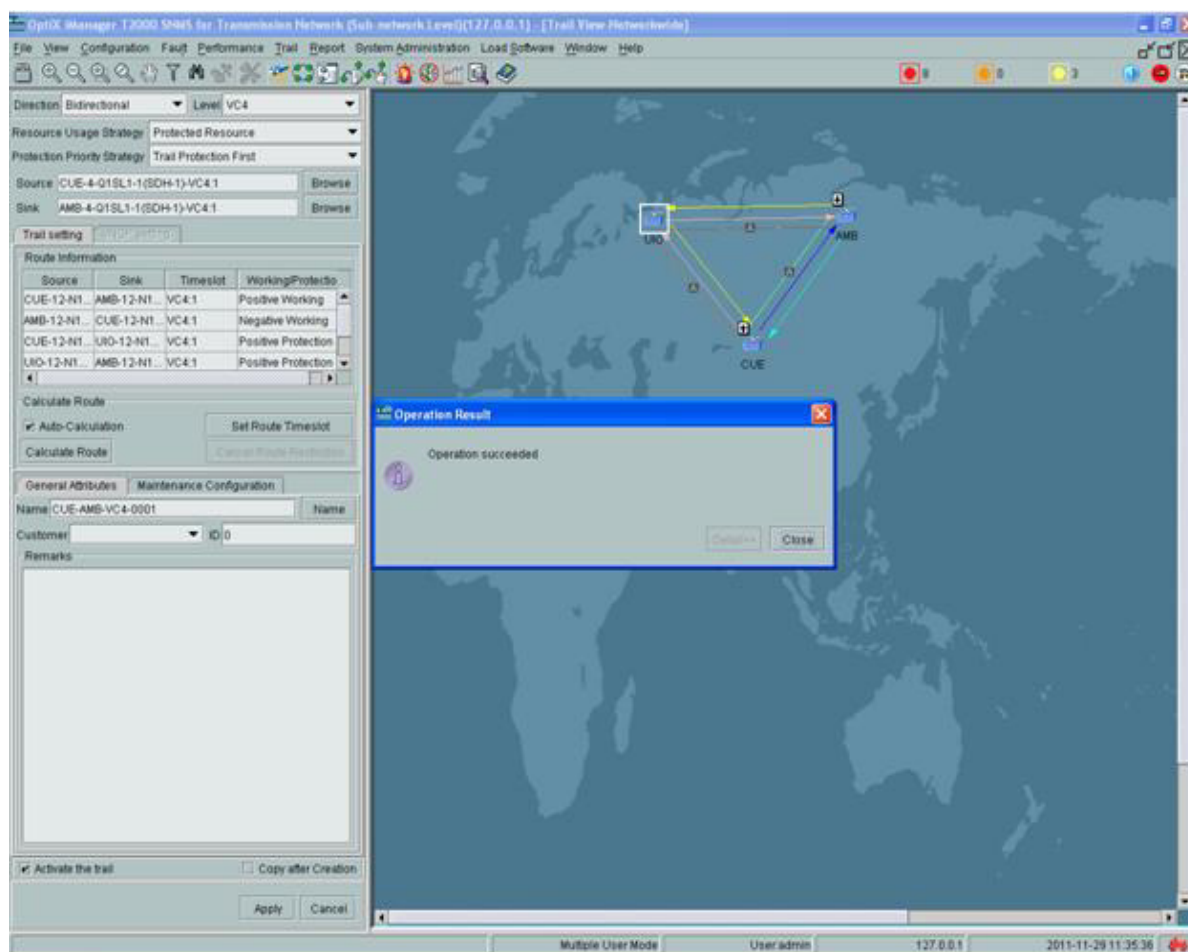 OptiX iManager T2000 SNMS for Transmission Network (Sub-network Level)(127.0.0.1) - [Trail View-Networkwide]
File View Configuration Fault Performance Trail Report System Administration Load Software Window Help
Direction Bidirectional Level VC4
Resource Usage Strategy Protected Resource
Protection Priority Strategy Trail Protection First
Source CUE-4-Q1SL1-1(SDH-1)-VC4:1 Browse
Sink AMB-4-Q1SL1-1(SDH-1)-VC4:1 Browse
Trail setting
Route Information
Source Sink Timeslot Working/Protectio
CUE-12-N1... AMB-12-N1... VC4:1 Positive Working
AMB-12-N1... CUE-12-N1... VC4:1 Negative Working
CUE-12-N1... UIO-12-N1... VC4:1 Positive Protection
UIO-12-N1... AMB-12-N1... VC4:1 Positive Protection
Calculate Route
Auto-Calculation Set Route Timeslot
Calculate Route
General Attributes Maintenance Configuration
Name CUE-AMB-VC4-0001 Name
Customer ID 0
Remarks
Activate the trail Copy after Creation
Apply Cancel
UIO
AMB
CUE
Operation Result
Operation succeeded
Close
Multiple User Mode User:admin 127.0.0.1 2011-11-29 11:35:36